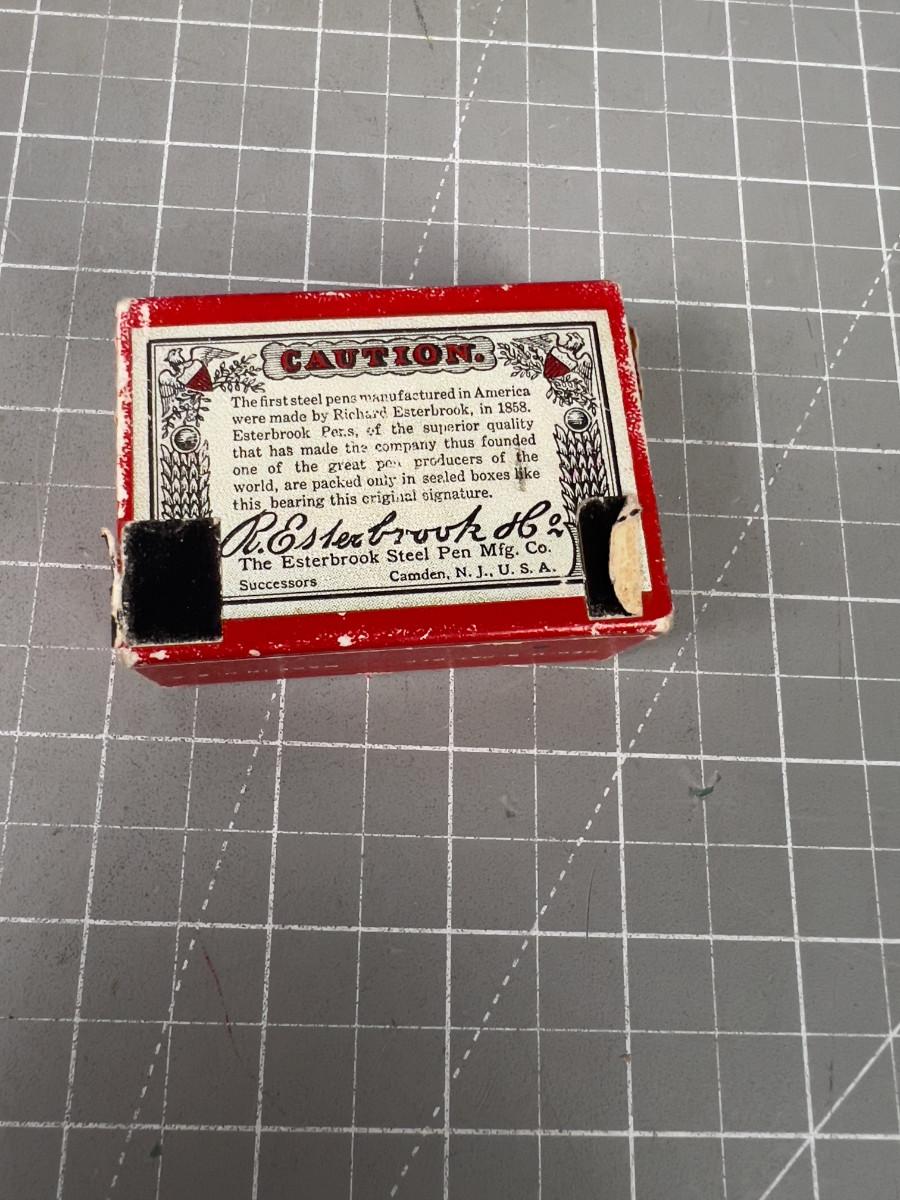 CAUTION.
The first steel pens manufactured in America
were made by Richard Esterbrook, in 1858.
Esterbrook Pens, of the superior quality
that has made the company thus founded
one of the great pen producers of the
world, are packed only in sealed boxes like
this bearing this original signature.
R. Esterbrook & Co
The Esterbrook Steel Pen Mfg. Co.
Successors Camden, N. J., U. S. A.